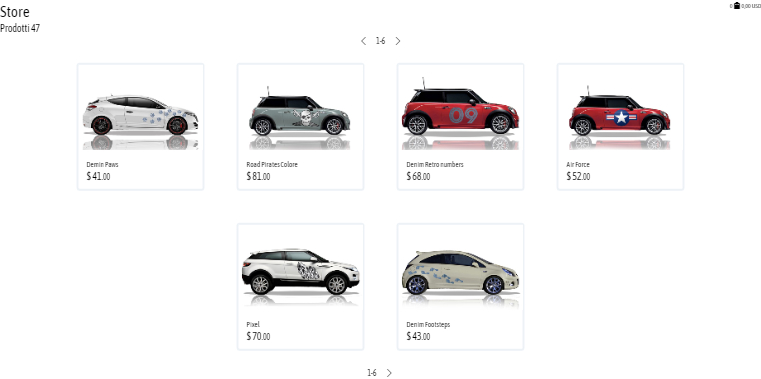 Store
0 0,00 USD
Prodotti 47
1-6
Demin Paws
$ 41.00
Road Pirates Colore
$ 81.00
Denim Retro numbers
$ 68.00
09
Air Force
$ 52.00
Pixel
$ 70.00
Denim Footsteps
$ 43.00
1-6